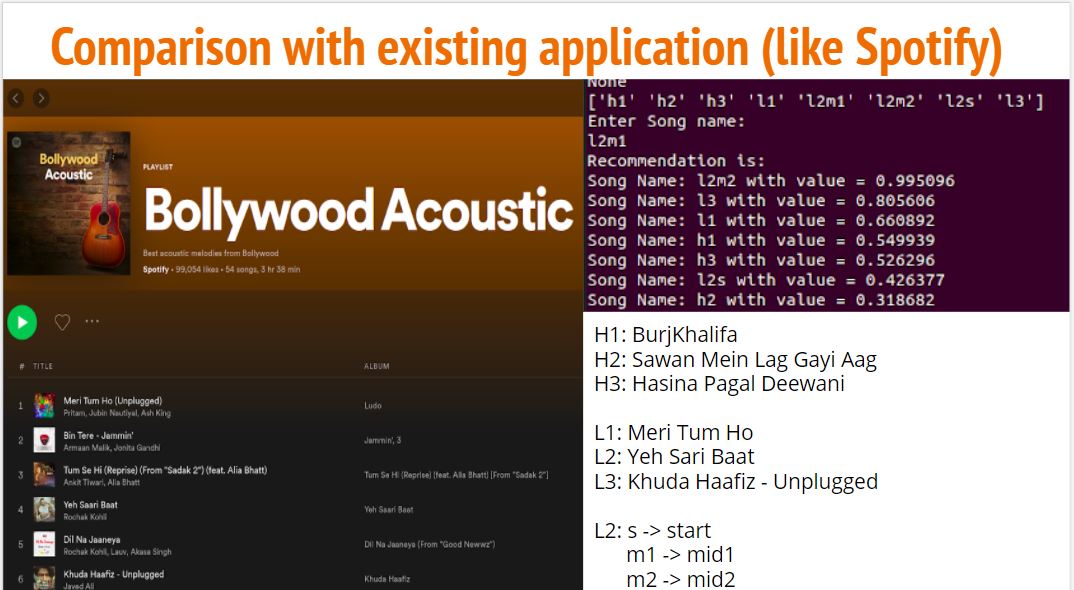 Comparison with existing application (like Spotify)
Bollywood
Acoustic
PLAYLIST
Bollywood Acoustic
Best acoustic melodies from Bollywood
Spotify • 99,054 likes • 54 songs, 3 hr 38 min
# TITLE ALBUM
1 Meri Tum Ho (Unplugged) Ludo
Pritam, Jubin Nautiyal, Ash King
2 Bin Tere - Jammin' Jammin', 3
Armaan Malik, Jonita Gandhi
3 Tum Se Hi (Reprise) (From "Sadak 2") (feat. Alia Bhatt) Tum Se Hi (Reprise) (feat. Alia Bhatt) [From "Sadak 2"]
Ankit Tiwari, Alia Bhatt
4 Yeh Saari Baat Yeh Saari Baat
Rochak Kohli
5 Dil Na Jaaneya Dil Na Jaaneya (From "Good Newwz")
Rochak Kohli, Lauv, Akasa Singh
6 Khuda Haafiz - Unplugged Khuda Haafiz
Javed Ali
None
['h1' 'h2' 'h3' 'l1' 'l2m1' 'l2m2' 'l2s' 'l3']
Enter Song name:
l2m1
Recommendation is:
Song Name: l2m2 with value = 0.995096
Song Name: l3 with value = 0.805606
Song Name: l1 with value = 0.660892
Song Name: h1 with value = 0.549939
Song Name: h3 with value = 0.526296
Song Name: l2s with value = 0.426377
Song Name: h2 with value = 0.318682
H1: BurjKhalifa
H2: Sawan Mein Lag Gayi Aag
H3: Hasina Pagal Deewani
L1: Meri Tum Ho
L2: Yeh Sari Baat
L3: Khuda Haafiz - Unplugged
L2: s -> start
m1 -> mid1
m2 -> mid2